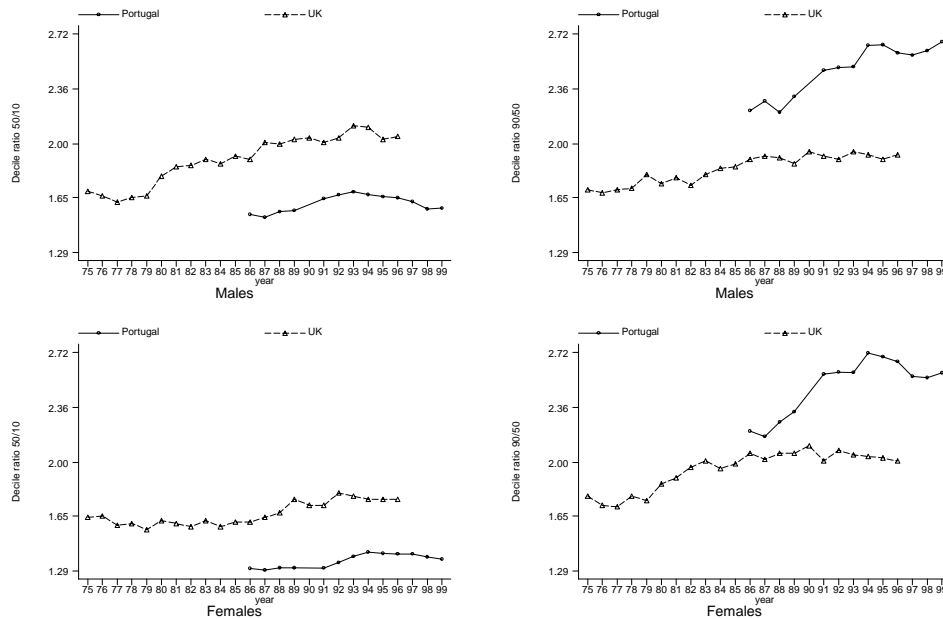 Portugal UK
Decile ratio 50/10
2.72
2.36
2.00
1.65
1.29
75 76 77 78 79 80 81 82 83 84 85 86 87 88 89 90 91 92 93 94 95 96 97 98 99
year
Males
Portugal UK
Decile ratio 90/50
2.72
2.36
2.00
1.65
1.29
75 76 77 78 79 80 81 82 83 84 85 86 87 88 89 90 91 92 93 94 95 96 97 98 99
year
Males
Portugal UK
Decile ratio 50/10
2.72
2.36
2.00
1.65
1.29
75 76 77 78 79 80 81 82 83 84 85 86 87 88 89 90 91 92 93 94 95 96 97 98 99
year
Females
Portugal UK
Decile ratio 90/50
2.72
2.36
2.00
1.65
1.29
75 76 77 78 79 80 81 82 83 84 85 86 87 88 89 90 91 92 93 94 95 96 97 98 99
year
Females